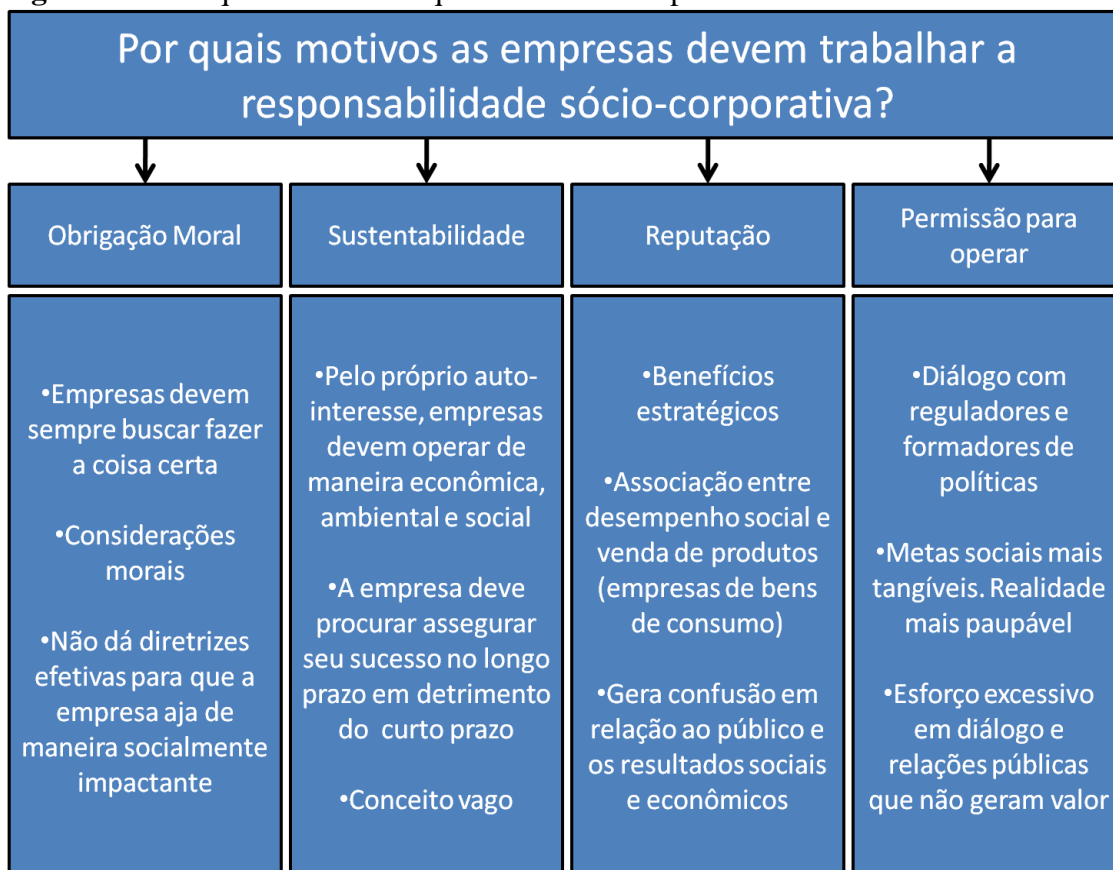 Por quais motivos as empresas devem trabalhar a
responsabilidade sócio-corporativa?
Obrigação Moral
Sustentabilidade
Reputação
Permissão para
operar
•Empresas devem
sempre buscar fazer
a coisa certa
•Considerações
morais
•Não dá diretrizes
efetivas para que a
empresa aja de
maneira socialmente
impactante
•Pelo próprio auto-
interesse, empresas
devem operar de
maneira econômica,
ambiental e social
•A empresa deve
procurar assegurar
seu sucesso no longo
prazo em detrimento
do curto prazo
•Conceito vago
•Benefícios
estratégicos
•Associação entre
desempenho social e
venda de produtos
(empresas de bens
de consumo)
•Gera confusão em
relação ao público e
os resultados sociais
e econômicos
•Diálogo com
reguladores e
formadores de
políticas
•Metas sociais mais
tangíveis. Realidade
mais paupável
•Esforço excessivo
em diálogo e
relações públicas
que não geram valor